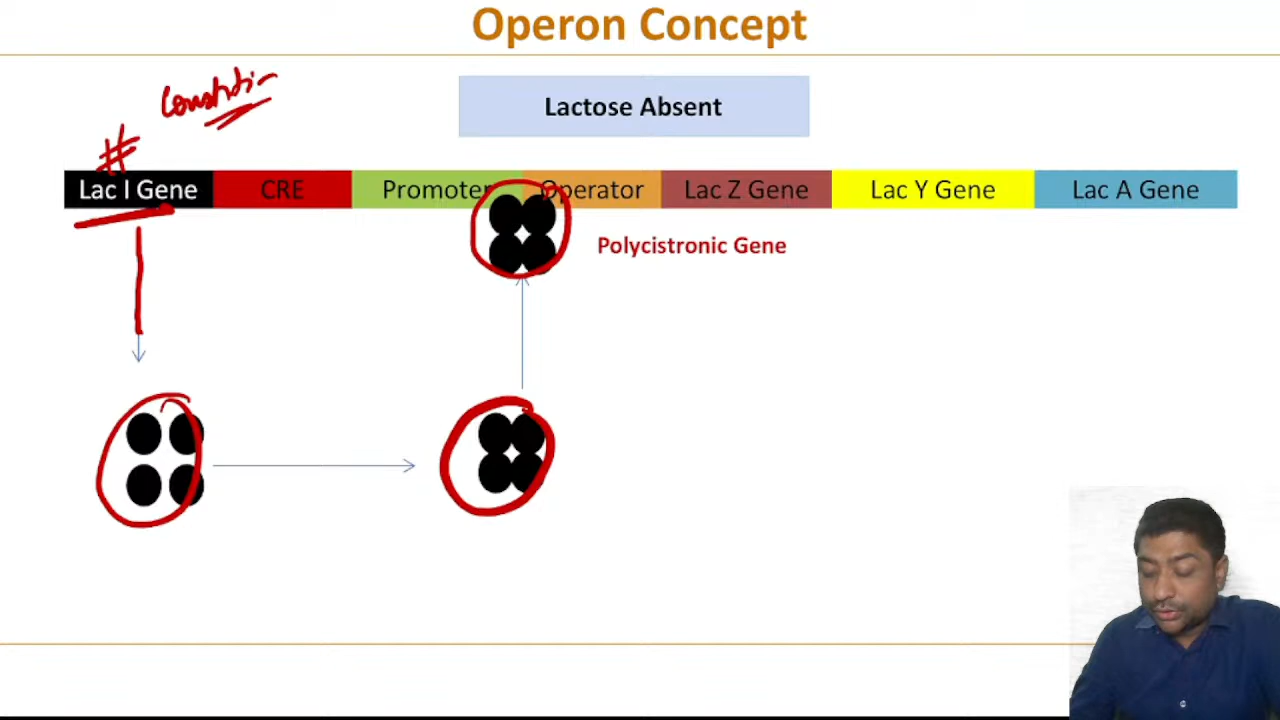 Operon Concept
Lactose Absent
#
Lac I Gene CRE Promoter Operator Lac Z Gene Lac Y Gene Lac A Gene
Polycistronic Gene